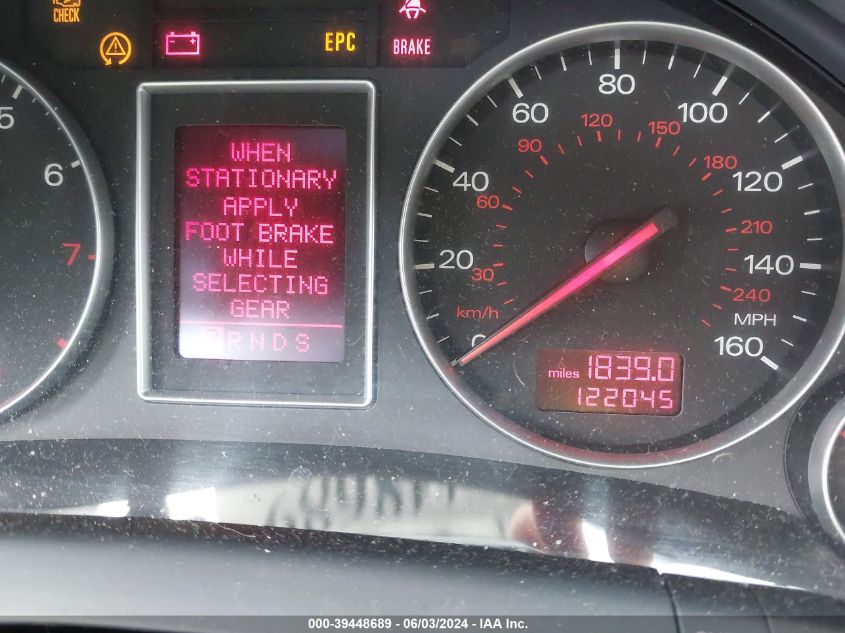 CHECK
EPC
BRAKE
5
6
7
WHEN
STATIONARY
APPLY
FOOT BRAKE
WHILE
SELECTING
GEAR
P R N D S
0
20
40
60
80
100
120
140
160
MPH
km/h
30
60
90
120
150
180
210
240
miles 1839.0
122045
000-39448689 - 06/03/2024 - IAA Inc.